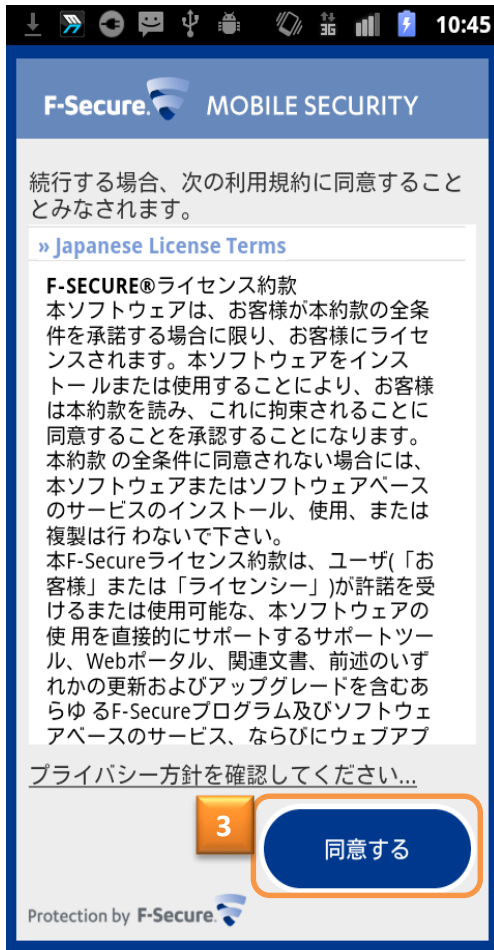 3G
10:45
F-Secure. MOBILE SECURITY
続行する場合、次の利用規約に同意すること
とみなされます。
» Japanese License Terms
F-SECURE®ライセンス約款
本ソフトウェアは、お客様が本約款の全条
件を承諾する場合に限り、お客様にライセ
ンスされます。本ソフトウェアをインス
トー ルまたは使用することにより、お客様
は本約款を読み、これに拘束されることに
同意することを承認することになります。
本約款 の全条件に同意されない場合には、
本ソフトウェアまたはソフトウェアベース
のサービスのインストール、使用、または
複製は行 わないで下さい。
本F-Secureライセンス約款は、ユーザ(「お
客様」または「ライセンシー」)が許諾を受
けるまたは使用可能な、本ソフトウェアの
使 用を直接的にサポートするサポートツー
ル、Webポータル、関連文書、前述のいず
れかの更新およびアップグレードを含むあ
らゆ るF-Secureプログラム及びソフトウェ
アベースのサービス、ならびにウェブアプ
プライバシー方針を確認してください...
3
同意する
Protection by F-Secure.